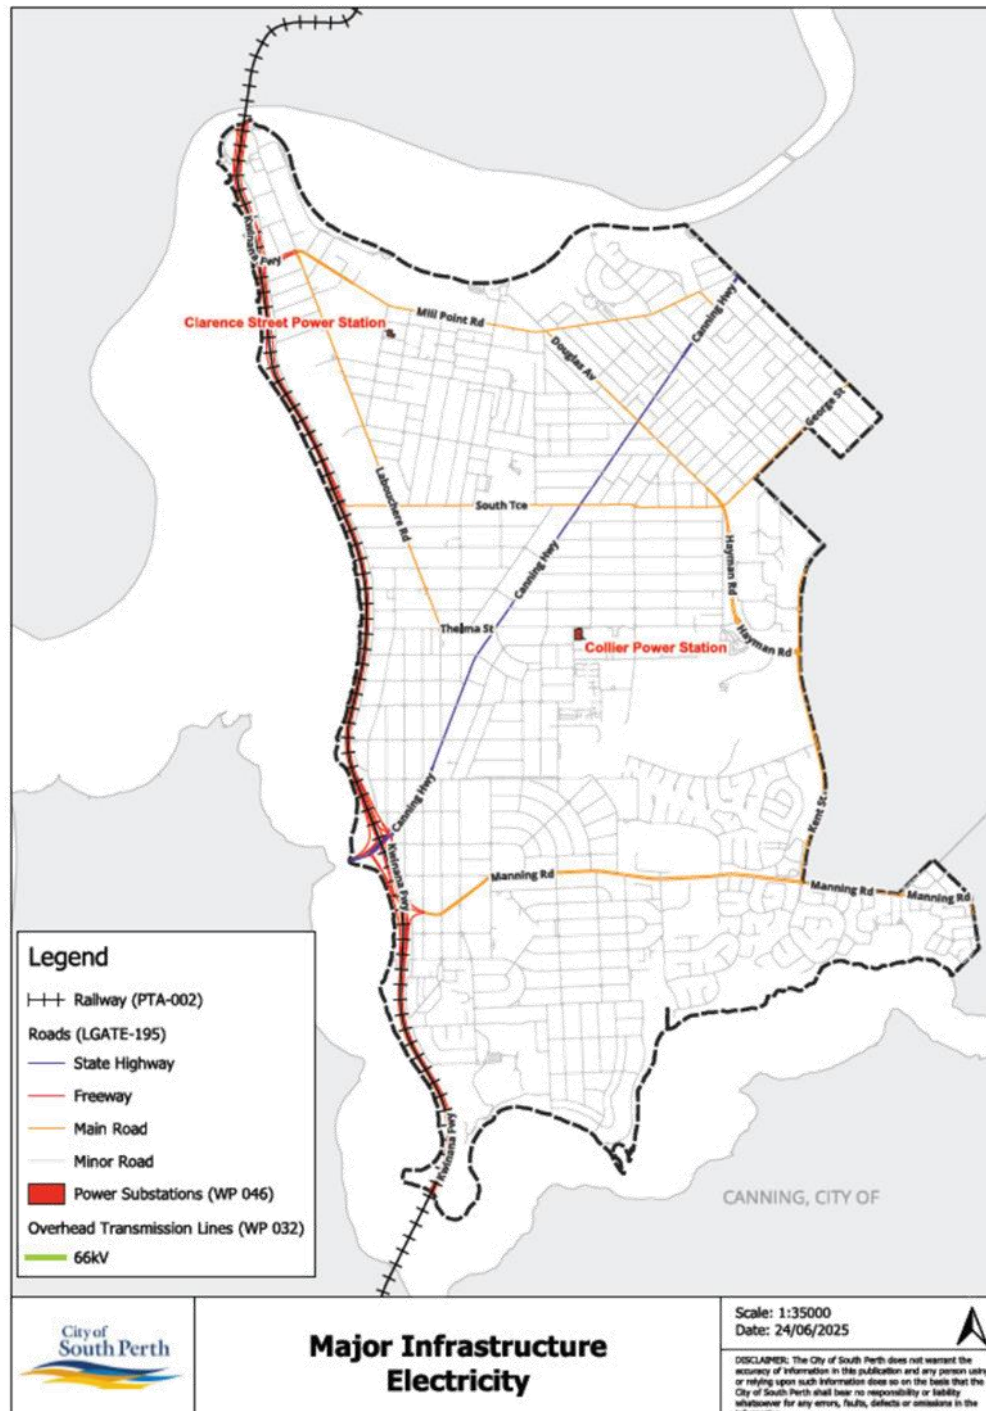 Kwinana
Fwy
Clarence Street Power Station
Mill Point Rd
Canning Hwy
Douglas Av
George St
Labouchere Rd
South Tce
Canning Hwy
Hayman Rd
Thelma St
Collier Power Station
Hayman Rd
Canning Hwy
Kent St
Kwinana Fwy
Manning Rd
Manning Rd
Manning Rd
Kwinana Fwy
CANNING, CITY OF
Legend
Railway (PTA-002)
Roads (LGATE-195)
State Highway
Freeway
Main Road
Minor Road
Power Substations (WP 046)
Overhead Transmission Lines (WP 032)
66kV
City of
South Perth
Major Infrastructure
Electricity
Scale: 1:35000
Date: 24/06/2025
DISCLAIMER: The City of South Perth does not warrant the
accuracy of information in this publication and any person using
or relying upon such information does so on the basis that the
City of South Perth shall bear no responsibility or liability
whatsoever for any errors, faults, defects or omissions in the